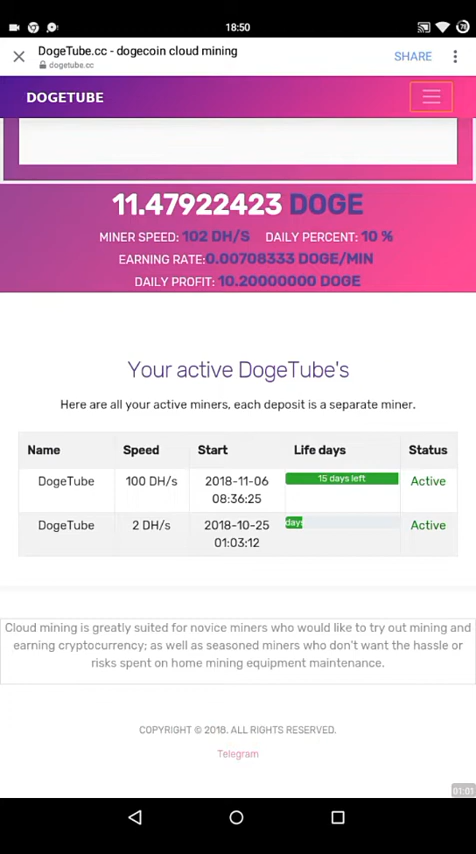 18:50
DogeTube.cc - dogecoin cloud mining
dogetube.cc
SHARE
DOGETUBE
11.47922423 DOGE
MINER SPEED: 102 DH/S DAILY PERCENT: 10 %
EARNING RATE:0.00708333 DOGE/MIN
DAILY PROFIT: 10.20000000 DOGE
Your active DogeTube's
Here are all your active miners, each deposit is a separate miner.
Name Speed Start Life days Status
DogeTube 100 DH/s 2018-11-06 15 days left Active
08:36:25
DogeTube 2 DH/s 2018-10-25 days Active
01:03:12
Cloud mining is greatly suited for novice miners who would like to try out mining and
earning cryptocurrency; as well as seasoned miners who don't want the hassle or
risks spent on home mining equipment maintenance.
COPYRIGHT © 2018. ALL RIGHTS RESERVED.
Telegram
01:01